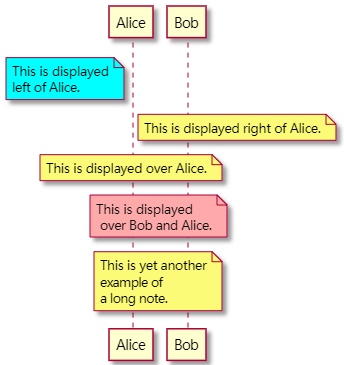 Alice Bob
This is displayed
left of Alice.
This is displayed right of Alice.
This is displayed over Alice.
This is displayed
over Bob and Alice.
This is yet another
example of
a long note.
Alice Bob